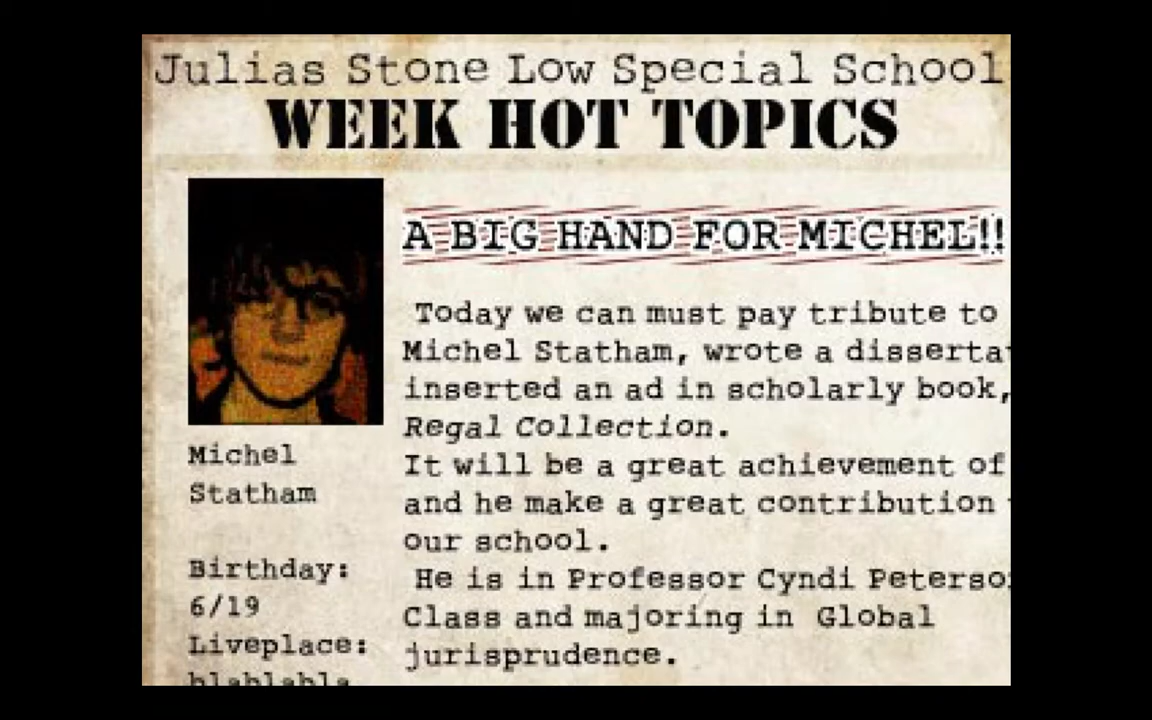 Julias Stone Low Special School
WEEK HOT TOPICS
A BIG HAND FOR MICHEL!!
Today we can must pay tribute to
Michel Statham, wrote a disserta
inserted an ad in scholarly book,
Regal Collection.
It will be a great achievement of
and he make a great contribution
our school.
He is in Professor Cyndi Peterso
Class and majoring in Global
jurisprudence.
Michel
Statham
Birthday:
6/19
Liveplace:
blablabla